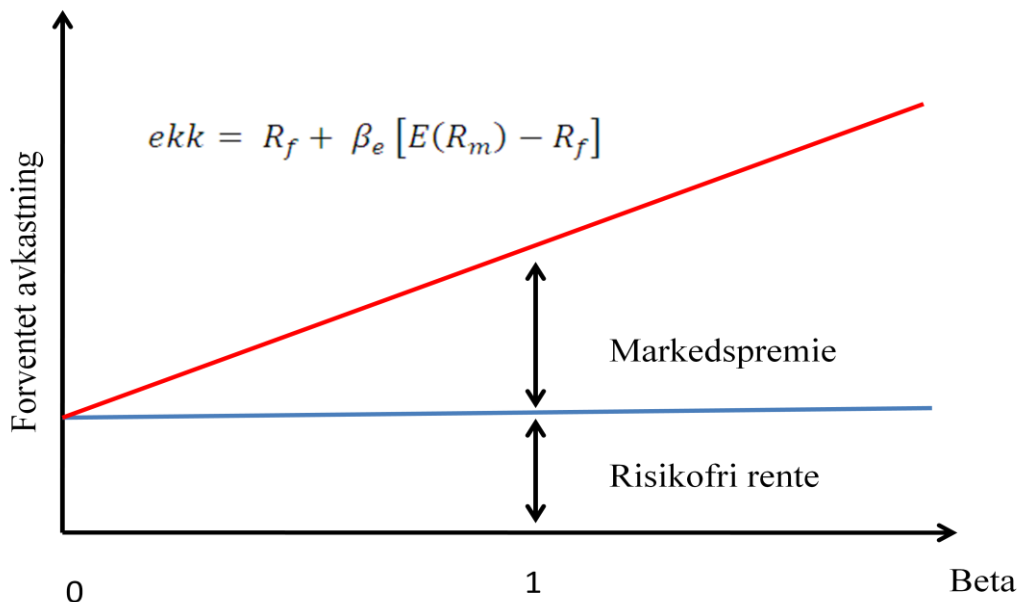 ekk = R_f + β_e [E(R_m) − R_f]
Forventet avkastning
Markedspremie
Risikofri rente
0
1
Beta